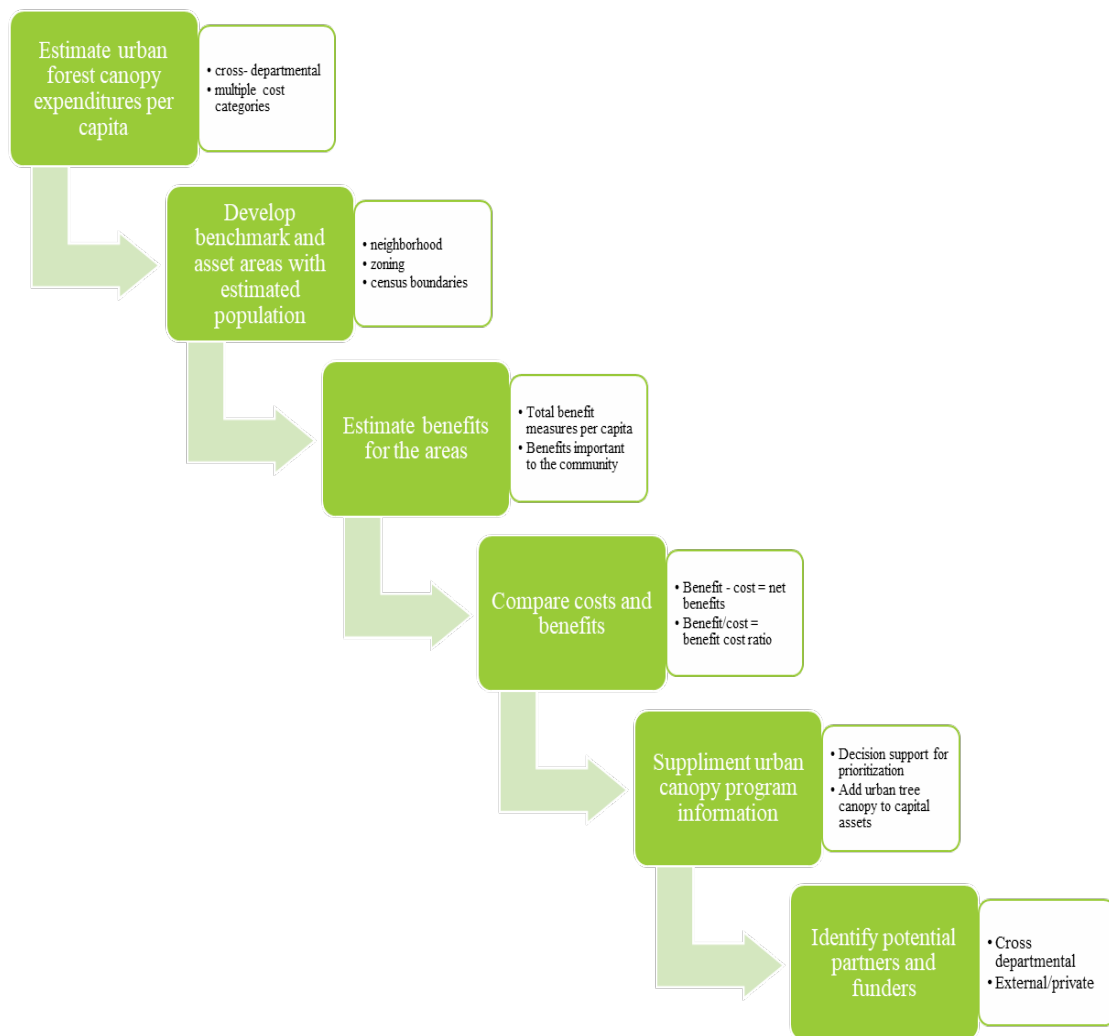 Estimate urban
forest canopy
expenditures per
capita
• cross- departmental
• multiple cost
categories
Develop
benchmark and
asset areas with
estimated
population
• neighborhood
• zoning
• census boundaries
Estimate benefits
for the areas
• Total benefit
measures per capita
• Benefits important
to the community
Compare costs and
benefits
• Benefit - cost = net
benefits
• Benefit/cost =
benefit cost ratio
Suppliment urban
canopy program
information
• Decision support for
prioritization
• Add urban tree
canopy to capital
assets
Identify potential
partners and
funders
• Cross
departmental
• External/private